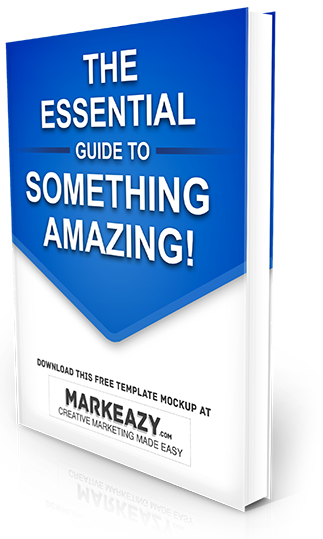 THE
ESSENTIAL
GUIDE TO
SOMETHING
AMAZING!
DOWNLOAD THIS FREE TEMPLATE MOCKUP AT
MARKEAZY.COM
CREATIVE MARKETING MADE EASY